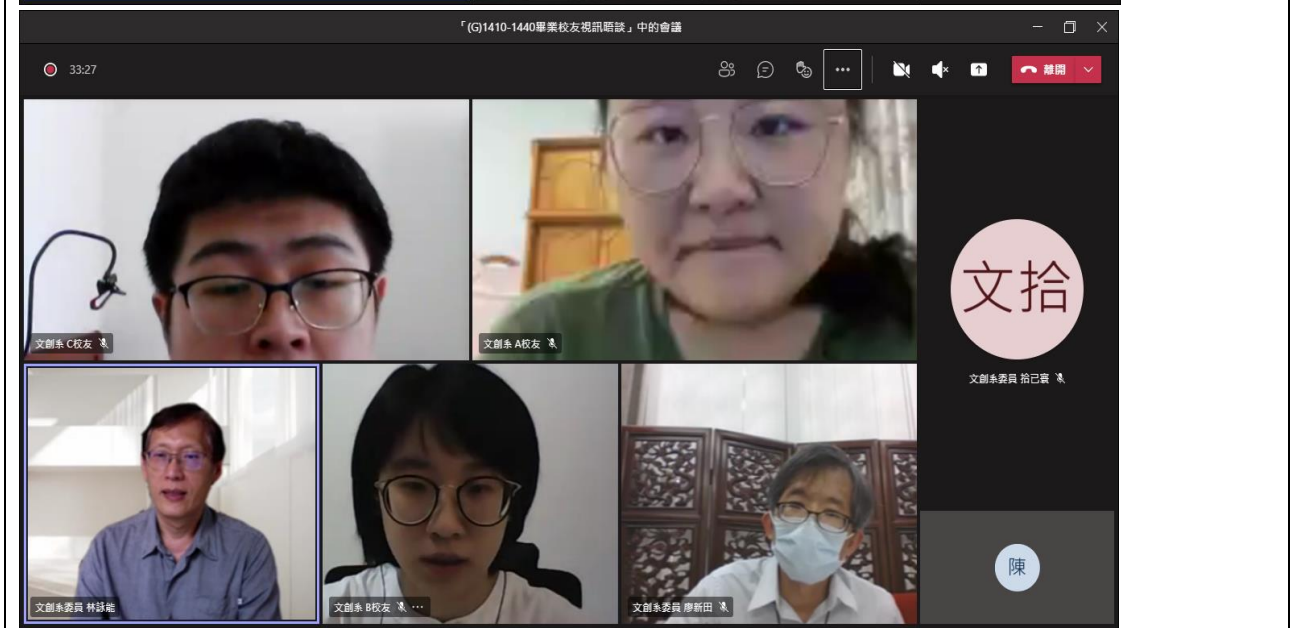 「(G)1410-1440畢業校友視訊晤談」中的會議
33:27
離開
文創系 C校友
文創系 A校友
文拾
文創系委員 拾己寰
文創系委員 林詠能
文創系 B校友
文創系委員 廖新田
陳